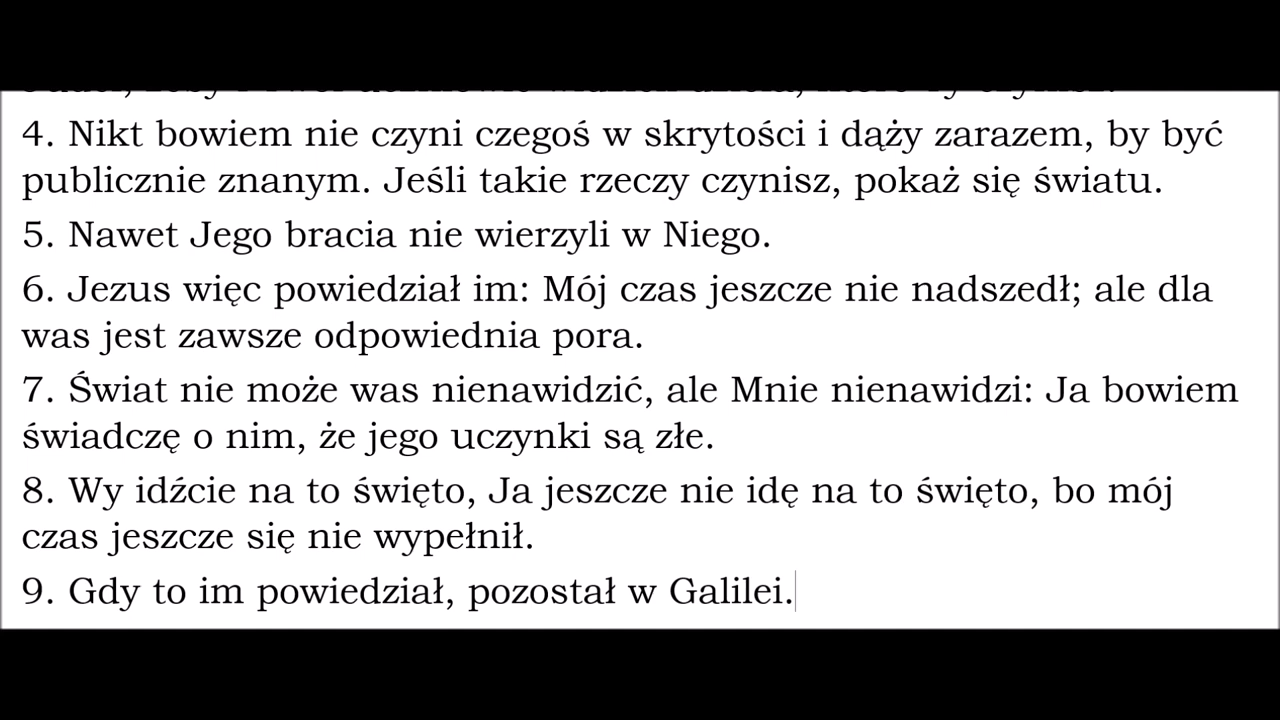 4. Nikt bowiem nie czyni czegoś w skrytości i dąży zarazem, by być
publicznie znanym. Jeśli takie rzeczy czynisz, pokaż się światu.
5. Nawet Jego bracia nie wierzyli w Niego.
6. Jezus więc powiedział im: Mój czas jeszcze nie nadszedł; ale dla
was jest zawsze odpowiednia pora.
7. Świat nie może was nienawidzić, ale Mnie nienawidzi: Ja bowiem
świadczę o nim, że jego uczynki są złe.
8. Wy idźcie na to święto, Ja jeszcze nie idę na to święto, bo mój
czas jeszcze się nie wypełnił.
9. Gdy to im powiedział, pozostał w Galilei.